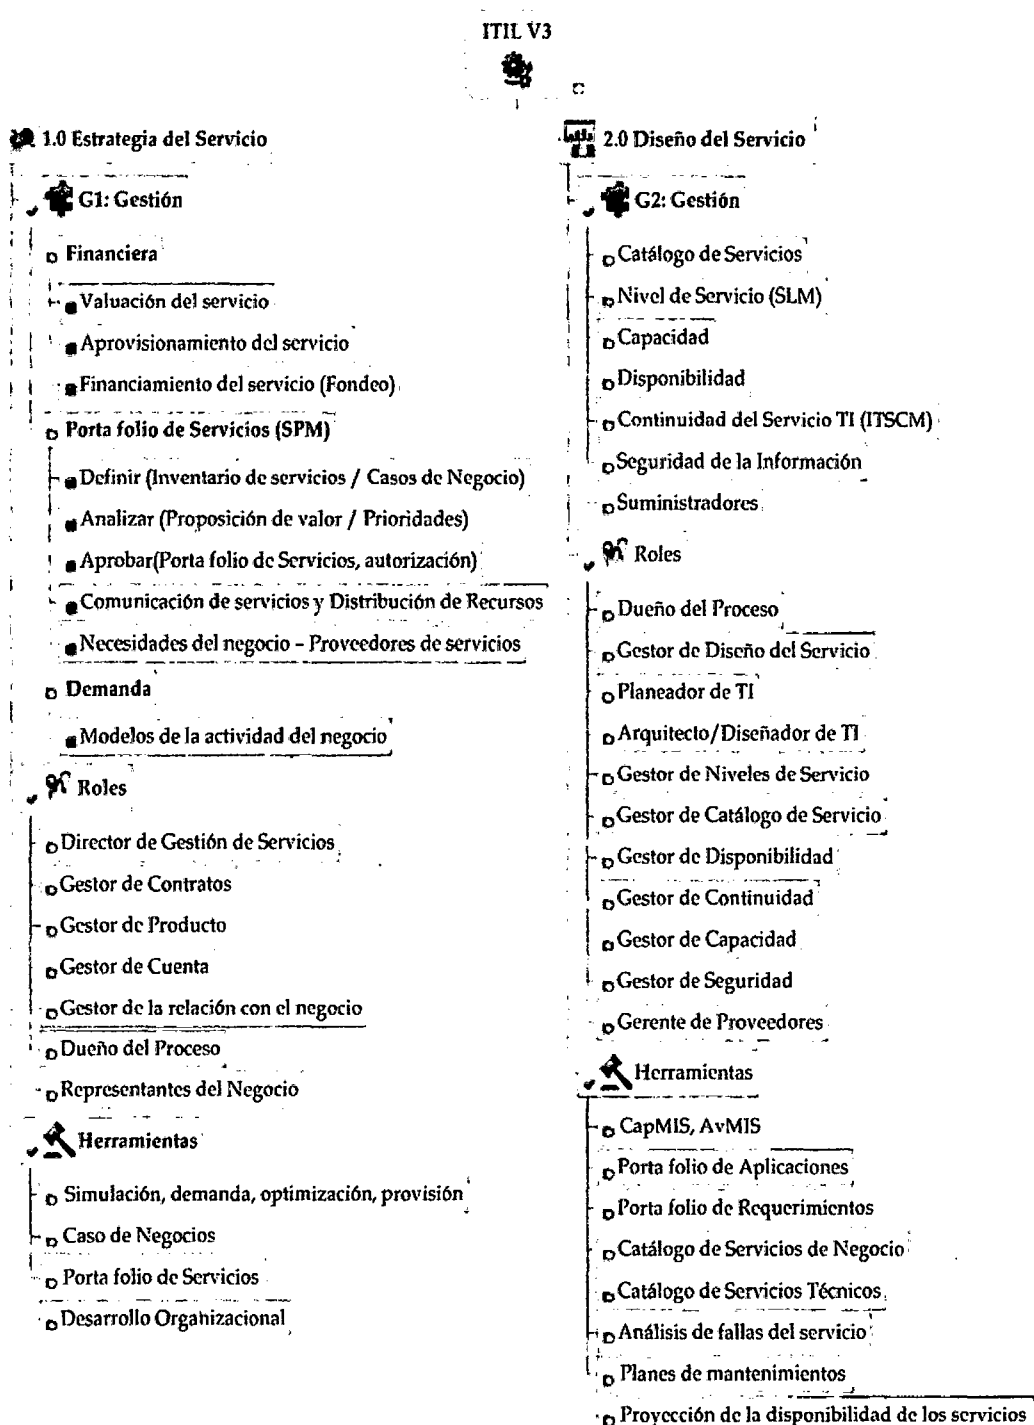 ITIL V3
1.0 Estrategia del Servicio
G1: Gestión
Financiera
Valuación del servicio
Aprovisionamiento del servicio
Financiamiento del servicio (Fondeo)
Porta folio de Servicios (SPM)
Definir (Inventario de servicios / Casos de Negocio)
Analizar (Proposición de valor / Prioridades)
Aprobar(Porta folio de Servicios, autorización)
Comunicación de servicios y Distribución de Recursos
Necesidades del negocio – Proveedores de servicios
Demanda
Modelos de la actividad del negocio
Roles
Director de Gestión de Servicios
Gestor de Contratos
Gestor de Producto
Gestor de Cuenta
Gestor de la relación con el negocio
Dueño del Proceso
Representantes del Negocio
Herramientas
Simulación, demanda, optimización, provisión
Caso de Negocios
Porta folio de Servicios
Desarrollo Organizacional
2.0 Diseño del Servicio
G2: Gestión
Catálogo de Servicios
Nivel de Servicio (SLM)
Capacidad
Disponibilidad
Continuidad del Servicio TI (ITSCM)
Seguridad de la Información
Suministradores
Roles
Dueño del Proceso
Gestor de Diseño del Servicio
Planeador de TI
Arquitecto/Diseñador de TI
Gestor de Niveles de Servicio
Gestor de Catálogo de Servicio
Gestor de Disponibilidad
Gestor de Continuidad
Gestor de Capacidad
Gestor de Seguridad
Gerente de Proveedores
Herramientas
CapMIS, AvMIS
Porta folio de Aplicaciones
Porta folio de Requerimientos
Catálogo de Servicios de Negocio
Catálogo de Servicios Técnicos
Análisis de fallas del servicio
Planes de mantenimientos
Proyección de la disponibilidad de los servicios